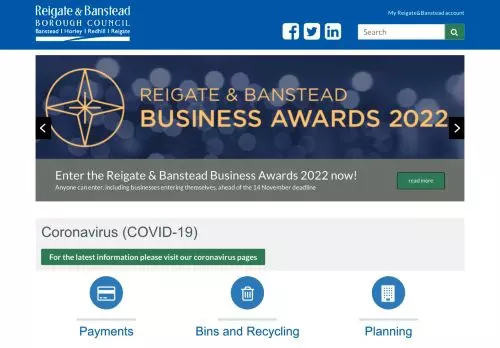 Reigate & Banstead
BOROUGH COUNCIL
Banstead | Horley | Redhill | Reigate
My Reigate&Banstead account
Search
REIGATE & BANSTEAD
BUSINESS AWARDS 2022
Enter the Reigate & Banstead Business Awards 2022 now!
Anyone can enter, including businesses entering themselves, ahead of the 14 November deadline
read more
Coronavirus (COVID-19)
For the latest information please visit our coronavirus pages
Payments
Bins and Recycling
Planning